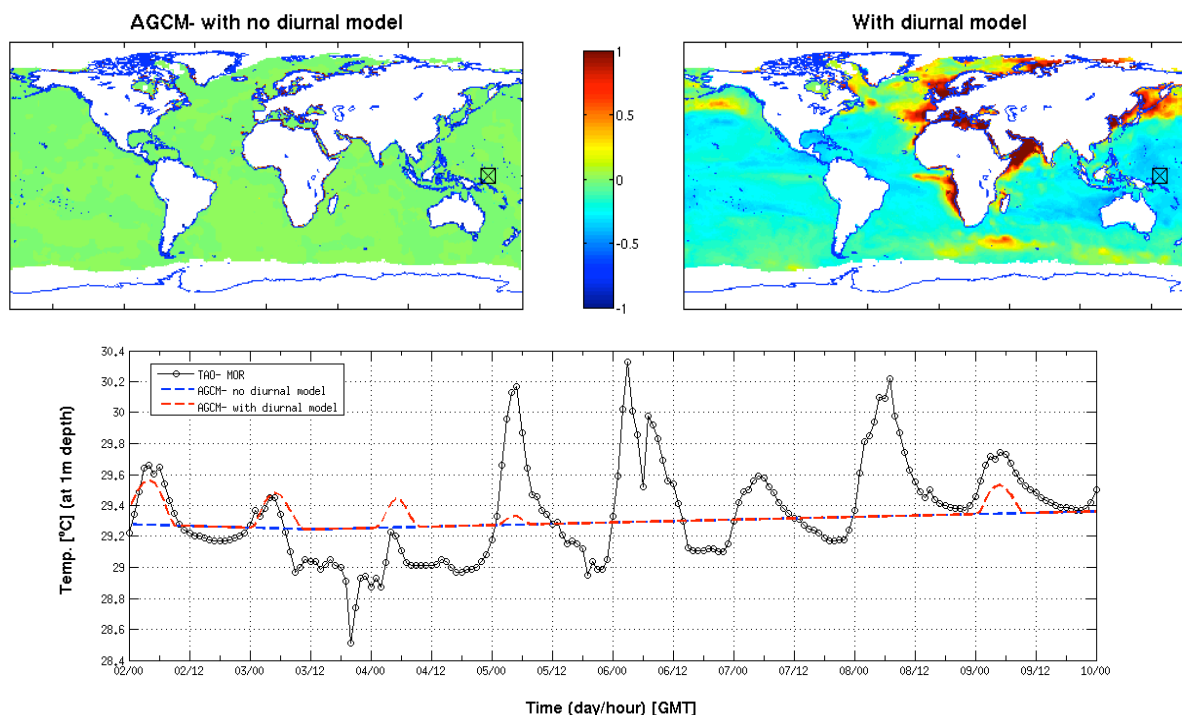 AGCM- with no diurnal model
With diurnal model
1
0.5
0
-0.5
-1
30.4
30.2
30
29.8
29.6
29.4
29.2
29
28.8
28.6
28.4
Temp. [°C] (at 1m depth)
TAO- MOR
AGCM- no diurnal model
AGCM- with diurnal model
02/00 02/12 03/00 03/12 04/00 04/12 05/00 05/12 06/00 06/12 07/00 07/12 08/00 08/12 09/00 09/12 10/00
Time (day/hour) [GMT]